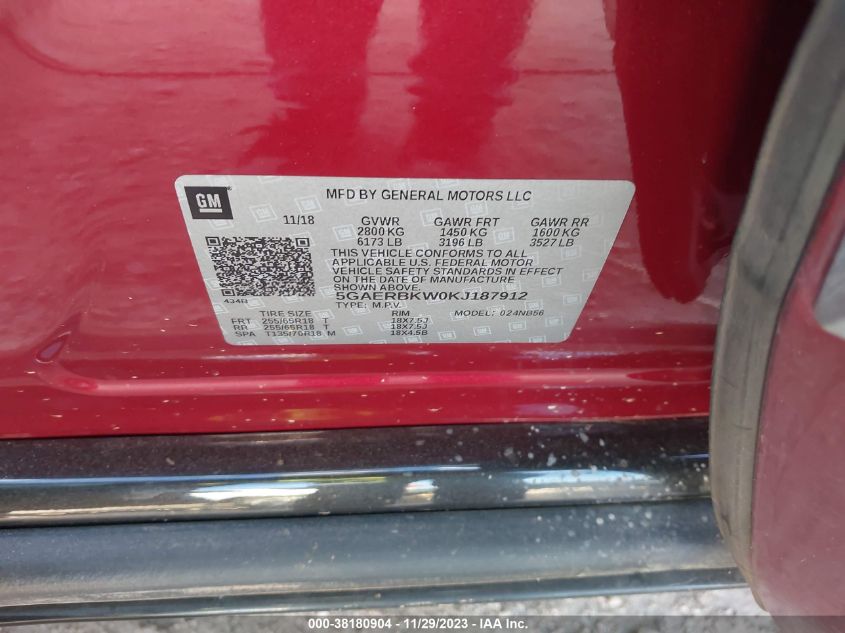 GM
MFD BY GENERAL MOTORS LLC
11/18 GVWR GAWR FRT GAWR RR
2800 KG 1450 KG 1600 KG
6173 LB 3196 LB 3527 LB
THIS VEHICLE CONFORMS TO ALL
APPLICABLE U.S. FEDERAL MOTOR
VEHICLE SAFETY STANDARDS IN EFFECT
ON THE DATE OF MANUFACTURE
SHOWN ABOVE.
434R 5GAERBKW0KJ187912
TYPE: M.P.V.
TIRE SIZE RIM MODEL: 024NB56
FRT 255/65R18 T 18X7.5J
RR 255/65R18 T 18X7.5J
SPA T135/70R18 M 18X4.5B
000-38180904 | 11/29/2023 - IAA Inc.